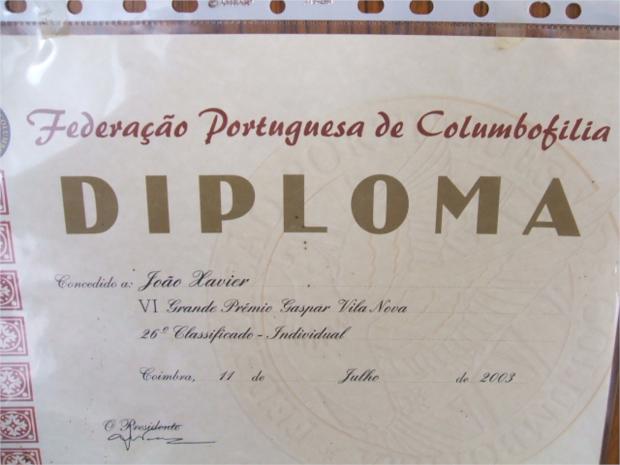 Federação Portuguesa de Columbofilia
DIPLOMA
Concedido a: João Xavier
VI Grande Prémio Gaspar Vila Nova
26º Classificado - Individual
Coimbra, 11 de Julho de 2003
O Presidente